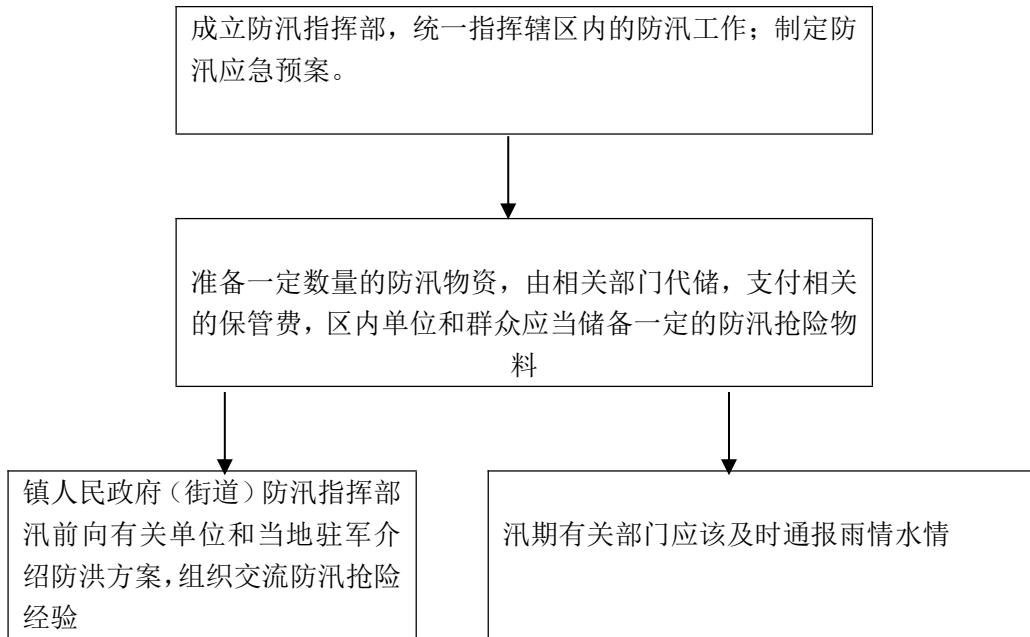 成立防汛指挥部，统一指挥辖区内的防汛工作；制定防
汛应急预案。
准备一定数量的防汛物资，由相关部门代储，支付相关
的保管费，区内单位和群众应当储备一定的防汛抢险物
料
镇人民政府（街道）防汛指挥部
汛前向有关单位和当地驻军介
绍防洪方案，组织交流防汛抢险
经验
汛期有关部门应该及时通报雨情水情